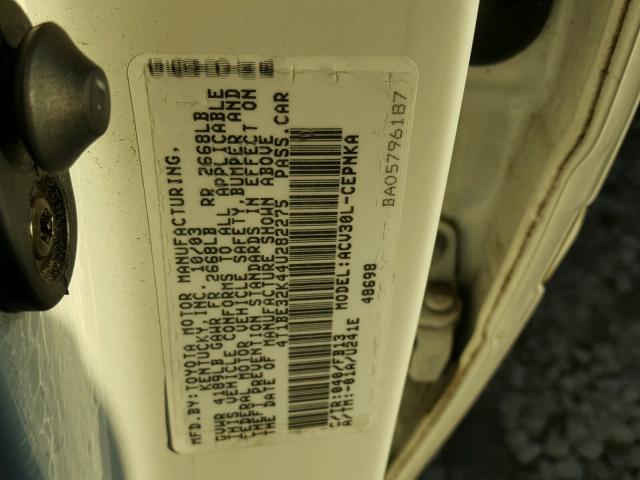 MFD.BY:TOYOTA MOTOR MANUFACTURING,
KENTUCKY, INC. 10/03
GVWR 4189LB GAWR FR 2668LB RR 2668LB
THIS VEHICLE CONFORMS TO ALL APPLICABLE
FEDERAL MOTOR VEHICLE SAFETY,BUMPER AND
THEFT PREVENTION STANDARDS IN EFFECT ON
THE DATE OF MANUFACTURE SHOWN ABOVE.
4T1BE32K44U282275 PASS.CAR
C/TR:040/FB13 MODEL:ACV30L-CEPNKA
A/TM:-01A/U241E 48698
BA05796187